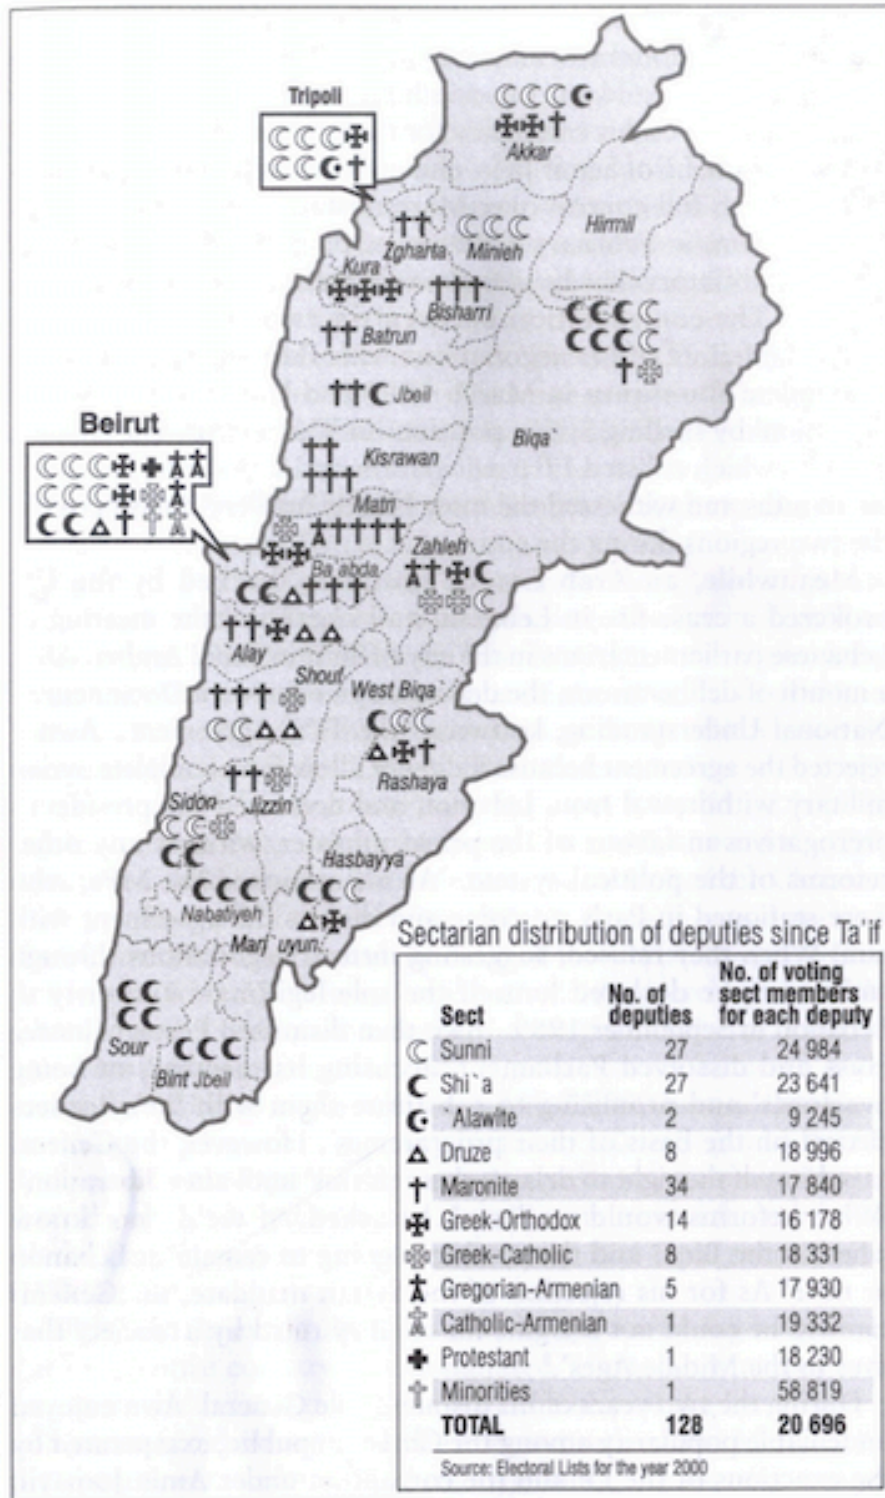 Tripoli
Akkar
Hirmil
Zgharta
Minieh
Kura
Bisharri
Batrun
Jbeil
Beirut
Kisrawan
Biqa
Matn
Zahleh
Ba'abda
Alay
Shouf
West Biqa
Rashaya
Sidon
Jizzin
Hasbayya
Nabatiyeh
Marj'uyun
Sour
Bint Jbeil
Sectarian distribution of deputies since Ta'if
Sect No. of deputies No. of voting sect members for each deputy
Sunni 27 24 984
Shi`a 27 23 641
`Alawite 2 9 245
Druze 8 18 996
Maronite 34 17 840
Greek-Orthodox 14 16 178
Greek-Catholic 8 18 331
Gregorian-Armenian 5 17 930
Catholic-Armenian 1 19 332
Protestant 1 18 230
Minorities 1 58 819
TOTAL 128 20 696
Source: Electoral Lists for the year 2000